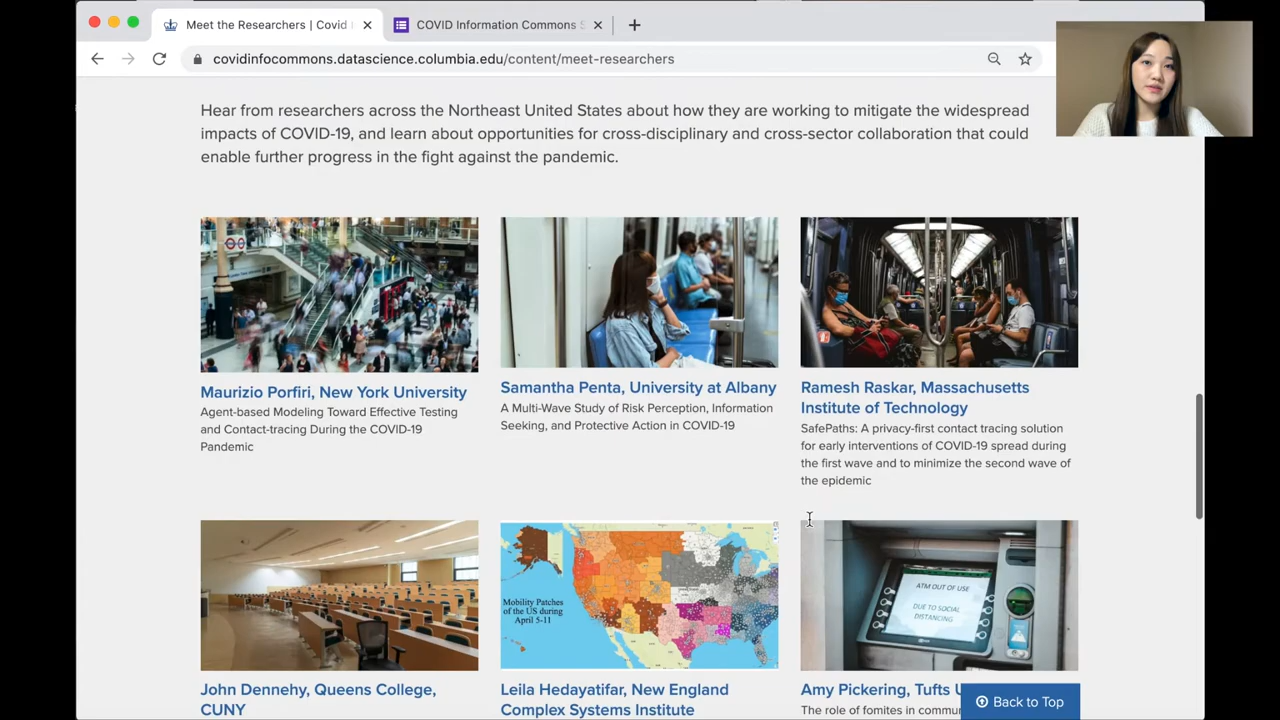 Meet the Researchers | Covid I
COVID Information Commons S
covidinfocommons.datascience.columbia.edu/content/meet-researchers
Hear from researchers across the Northeast United States about how they are working to mitigate the widespread
impacts of COVID-19, and learn about opportunities for cross-disciplinary and cross-sector collaboration that could
enable further progress in the fight against the pandemic.
Maurizio Porfiri, New York University
Agent-based Modeling Toward Effective Testing
and Contact-tracing During the COVID-19
Pandemic
Samantha Penta, University at Albany
A Multi-Wave Study of Risk Perception, Information
Seeking, and Protective Action in COVID-19
Ramesh Raskar, Massachusetts
Institute of Technology
SafePaths: A privacy-first contact tracing solution
for early interventions of COVID-19 spread during
the first wave and to minimize the second wave of
the epidemic
Mobility Patches
of the US during
April 5-11
ATM OUT OF USE
DUE TO SOCIAL
DISTANCING
John Dennehy, Queens College,
CUNY
Leila Hedayatifar, New England
Complex Systems Institute
Amy Pickering, Tufts U
The role of fomites in commu
Back to Top